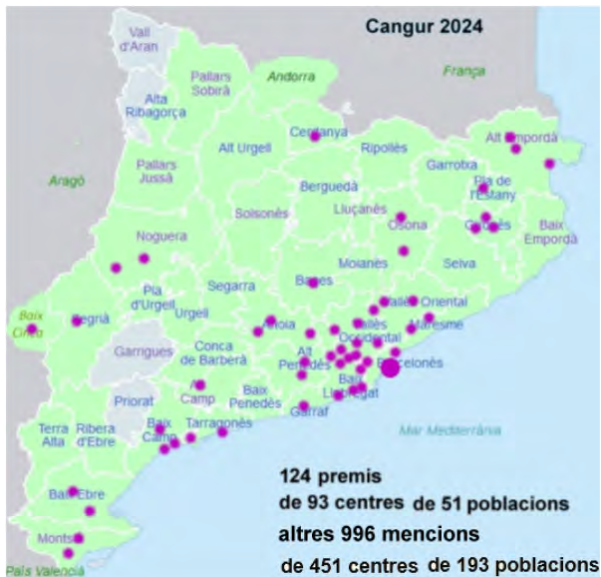 Cangur 2024
Vall
d'Aran
Pallars
Sobirà
Andorra
França
Alta
Ribagorça
Cerdanya
Alt Empordà
Alt Urgell
Ripollès
Garrotxa
Pallars
Jussà
Aragó
Berguedà
Pla de
l'Estany
Solsonès
Lluçanès
Osona
Gironès
Baix
Empordà
Noguera
Moianès
Selva
Segarra
Bages
Pla
d'Urgell
Urgell
Vallès Oriental
Baix
Cinca
Segrià
Anoia
Vallès
Occidental
Maresme
Garrigues
Conca
de Barberà
Alt
Penedès
Barcelonès
Priorat
Alt
Camp
Baix
Penedès
Baix
Llobregat
Garraf
Terra
Alta
Ribera
d'Ebre
Baix
Camp
Tarragonès
Mar Mediterrània
124 premis
de 93 centres de 51 poblacions
Baix Ebre
altres 996 mencions
Montsià
de 451 centres de 193 poblacions
País Valencià